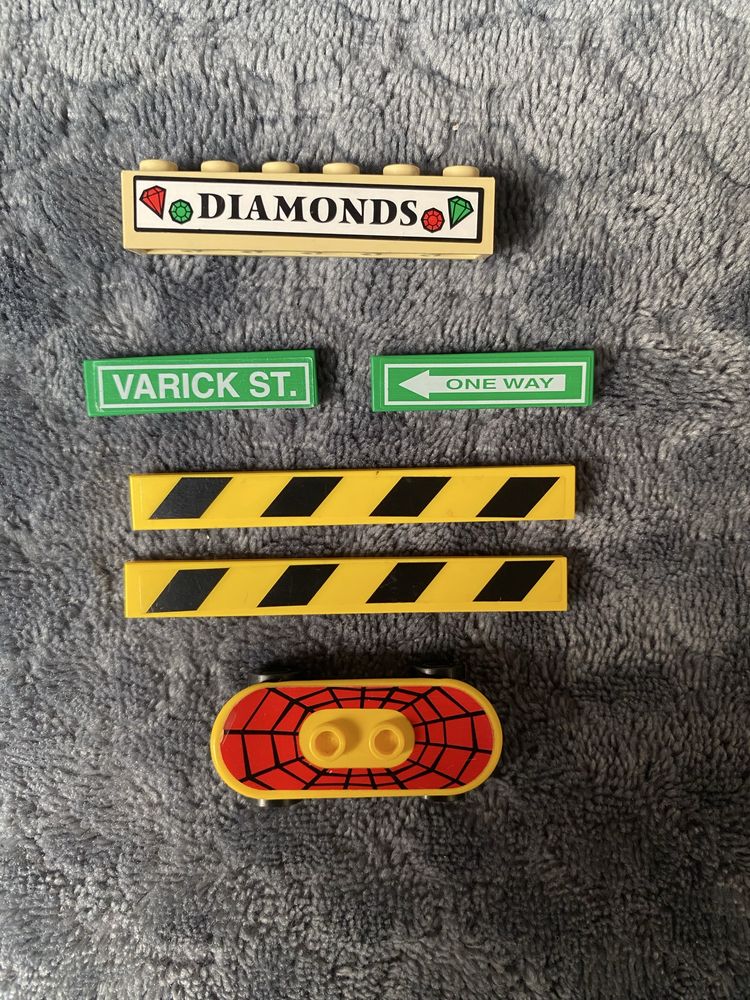 DIAMONDS
VARICK ST.
ONE WAY